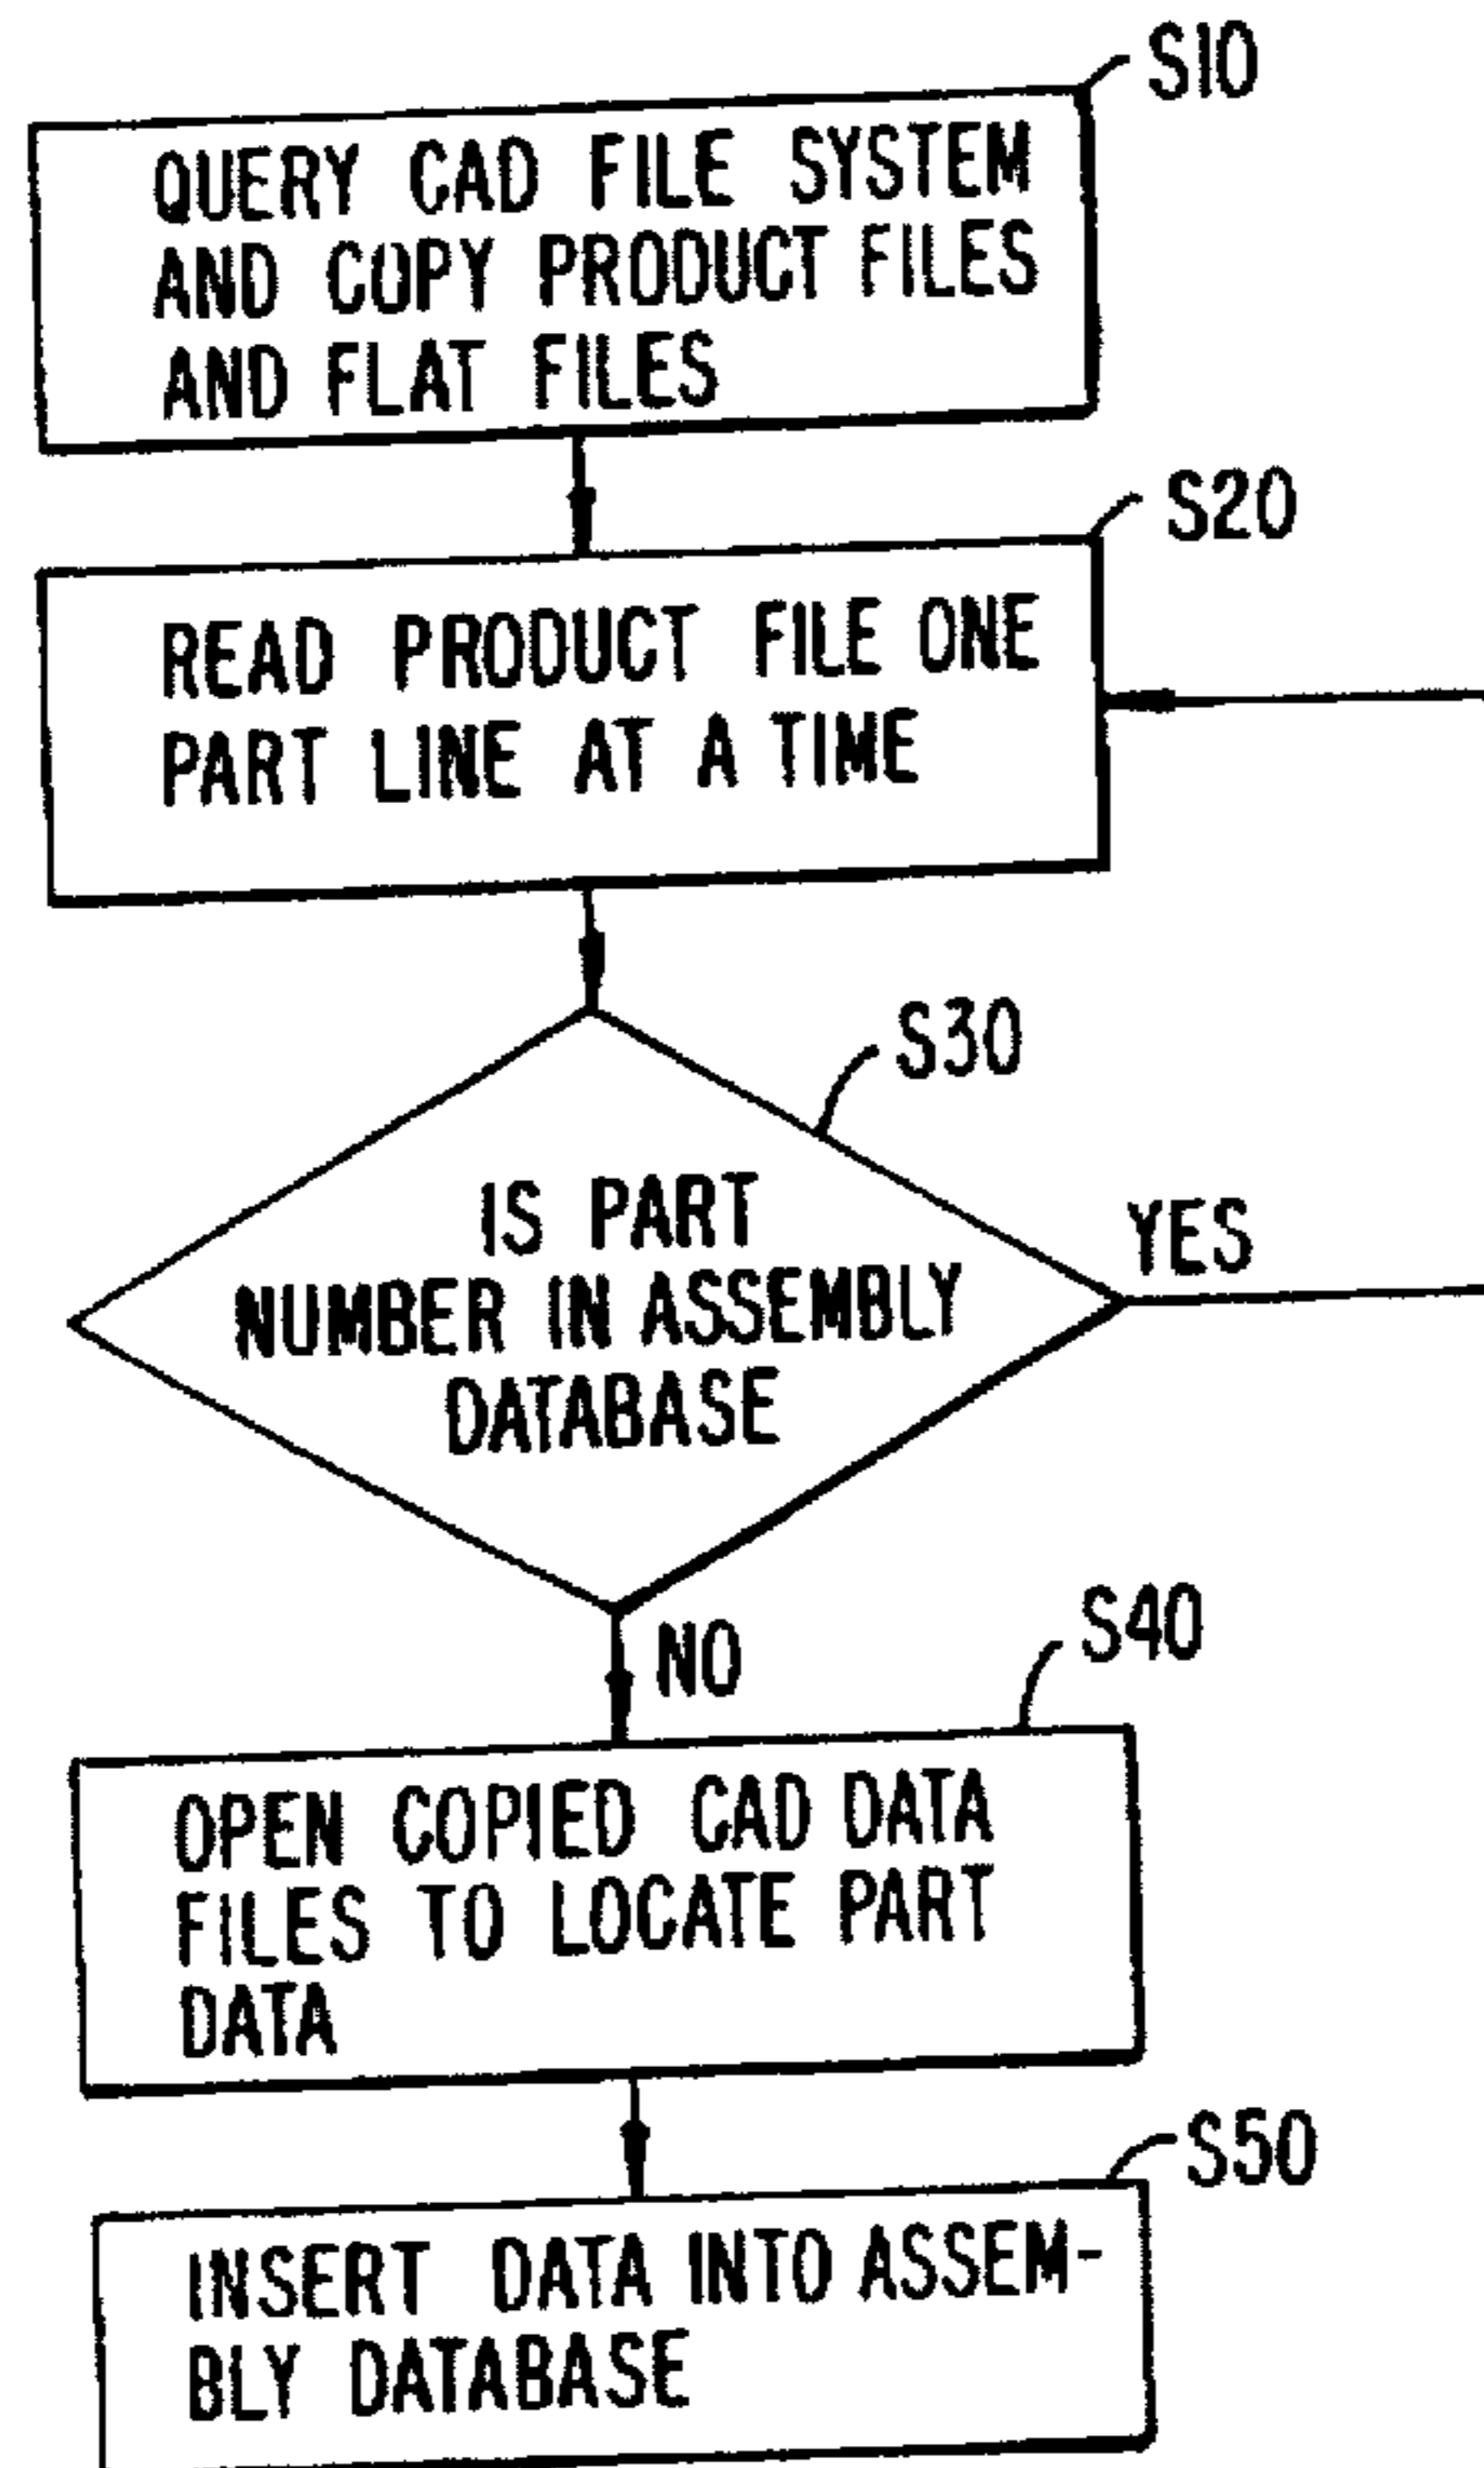 S10
QUERY CAD FILE SYSTEM
AND COPY PRODUCT FILES
AND FLAT FILES
S20
READ PRODUCT FILE ONE
PART LINE AT A TIME
S30
IS PART
NUMBER IN ASSEMBLY
DATABASE
YES
NO
S40
OPEN COPIED CAD DATA
FILES TO LOCATE PART
DATA
S50
INSERT DATA INTO ASSEM-
BLY DATABASE